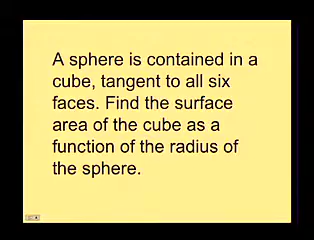 A sphere is contained in a
cube, tangent to all six
faces. Find the surface
area of the cube as a
function of the radius of
the sphere.